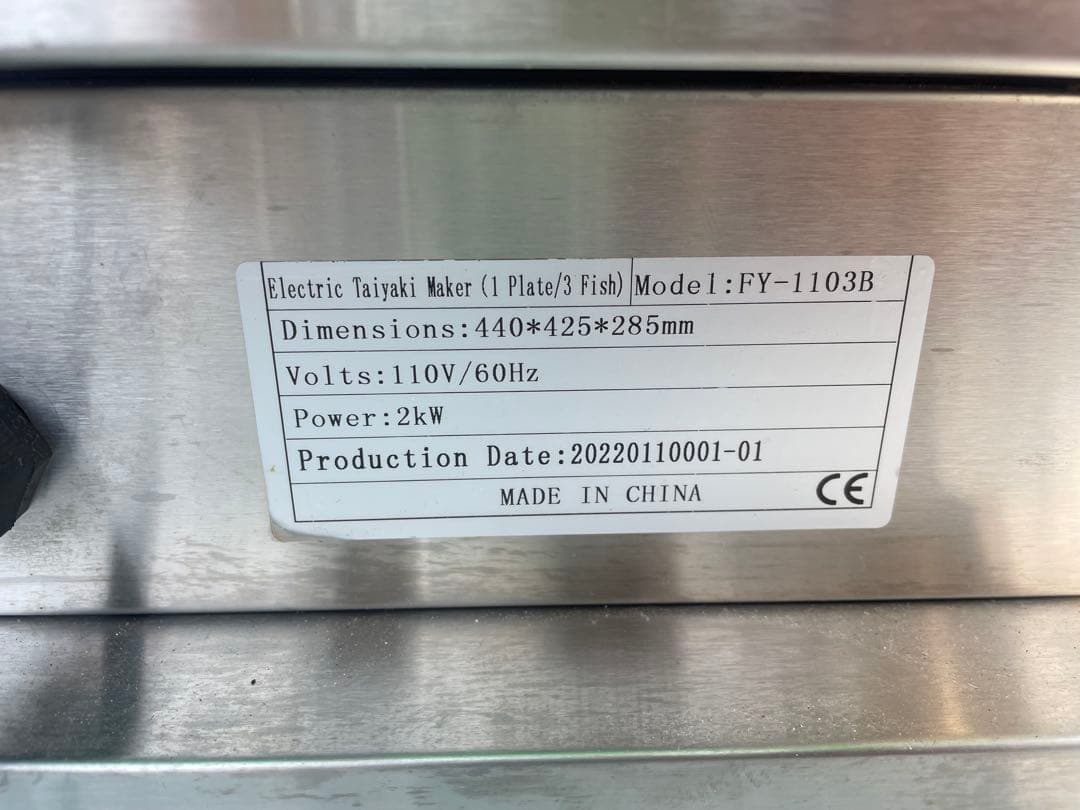 Electric Taiyaki Maker (1 Plate/3 Fish) Model:FY-1103B
Dimensions:440*425*285mm
Volts:110V/60Hz
Power:2kW
Production Date:20220110001-01
MADE IN CHINA CE